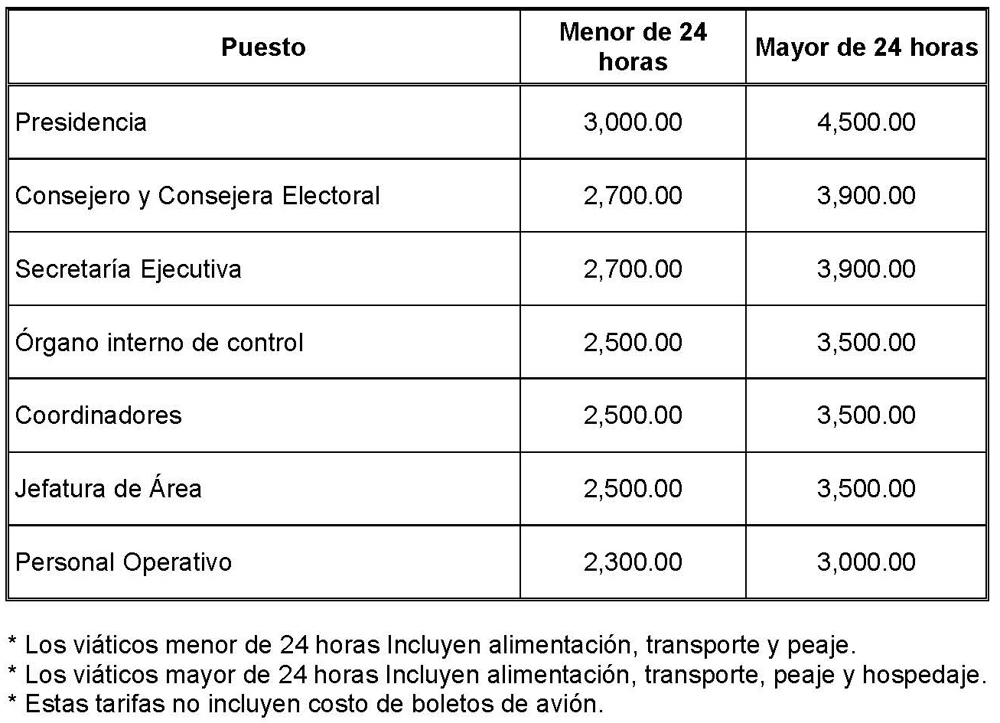 Puesto Menor de 24 horas Mayor de 24 horas
Presidencia 3,000.00 4,500.00
Consejero y Consejera Electoral 2,700.00 3,900.00
Secretaría Ejecutiva 2,700.00 3,900.00
Órgano interno de control 2,500.00 3,500.00
Coordinadores 2,500.00 3,500.00
Jefatura de Área 2,500.00 3,500.00
Personal Operativo 2,300.00 3,000.00
* Los viáticos menor de 24 horas Incluyen alimentación, transporte y peaje.
* Los viáticos mayor de 24 horas Incluyen alimentación, transporte, peaje y hospedaje.
* Estas tarifas no incluyen costo de boletos de avión.